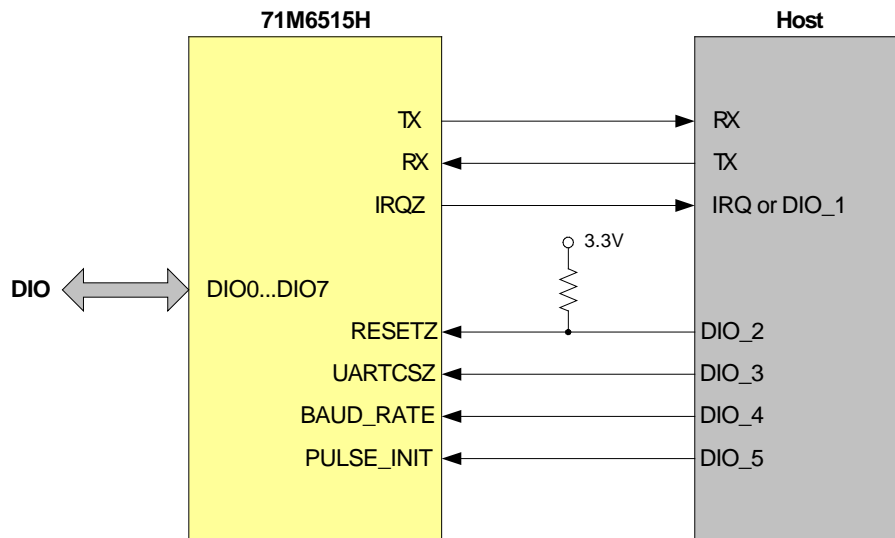 71M6515H Host
TX RX
RX TX
IRQZ IRQ or DIO_1
3.3V
DIO DIO0...DIO7
RESETZ DIO_2
UARTCSZ DIO_3
BAUD_RATE DIO_4
PULSE_INIT DIO_5